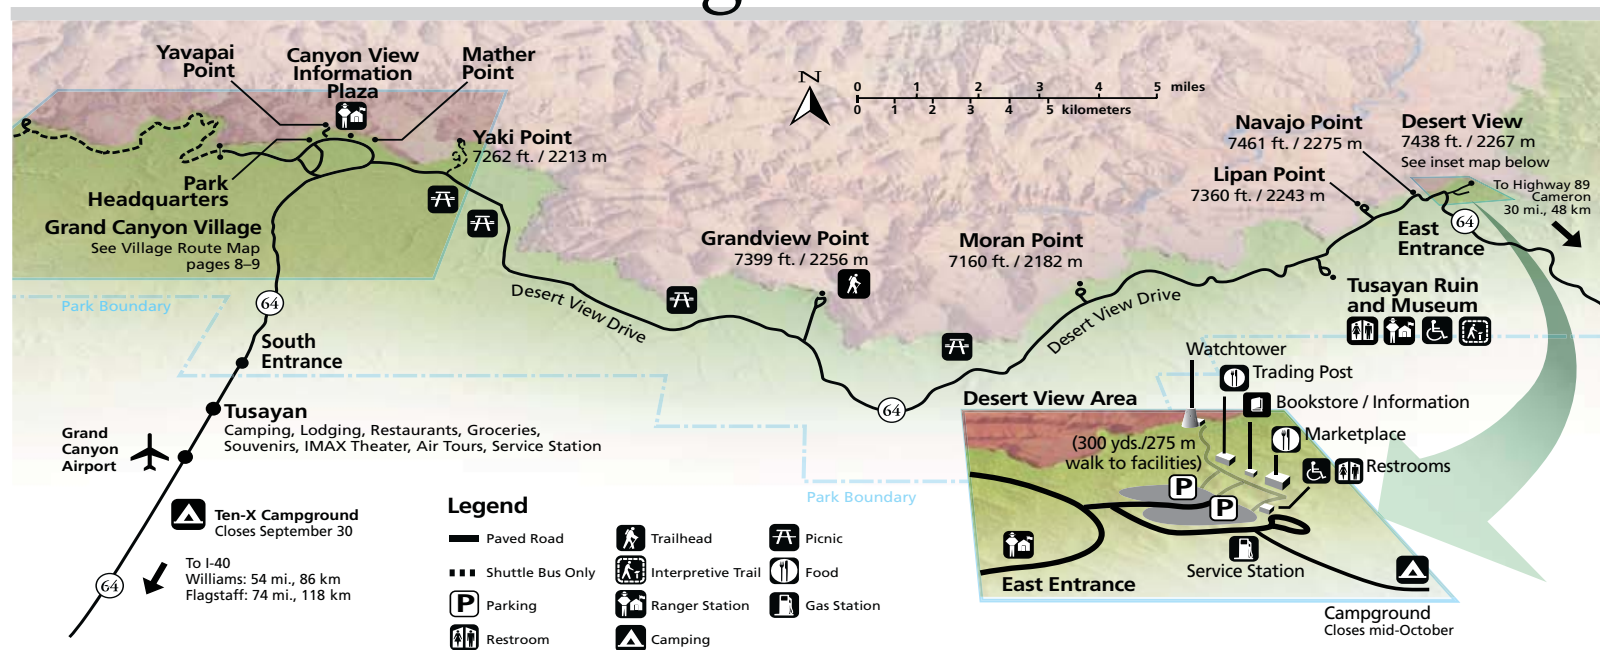 Yavapai
Point
Canyon View
Information
Plaza
Mather
Point
N
0 1 2 3 4 5 miles
0 1 2 3 4 5 kilometers
Yaki Point
7262 ft. / 2213 m
Navajo Point
7461 ft. / 2275 m
Desert View
7438 ft. / 2267 m
See inset map below
Lipan Point
7360 ft. / 2243 m
To Highway 89
Cameron
30 mi., 48 km
Park
Headquarters
Grand Canyon Village
See Village Route Map
pages 8–9
64
East
Entrance
Grandview Point
7399 ft. / 2256 m
Moran Point
7160 ft. / 2182 m
Tusayan Ruin
and Museum
Park Boundary
64
Desert View Drive
Desert View Drive
South
Entrance
64
Tusayan
Camping, Lodging, Restaurants, Groceries,
Souvenirs, IMAX Theater, Air Tours, Service Station
Grand
Canyon
Airport
Ten-X Campground
Closes September 30
To I-40
Williams: 54 mi., 86 km
Flagstaff: 74 mi., 118 km
64
Park Boundary
Legend
Paved Road
Shuttle Bus Only
P Parking
Restroom
Trailhead
Interpretive Trail
Ranger Station
Camping
Picnic
Food
Gas Station
Desert View Area
Watchtower
Trading Post
Bookstore / Information
Marketplace
Restrooms
(300 yds./275 m
walk to facilities)
P
P
Service Station
East Entrance
Campground
Closes mid-October